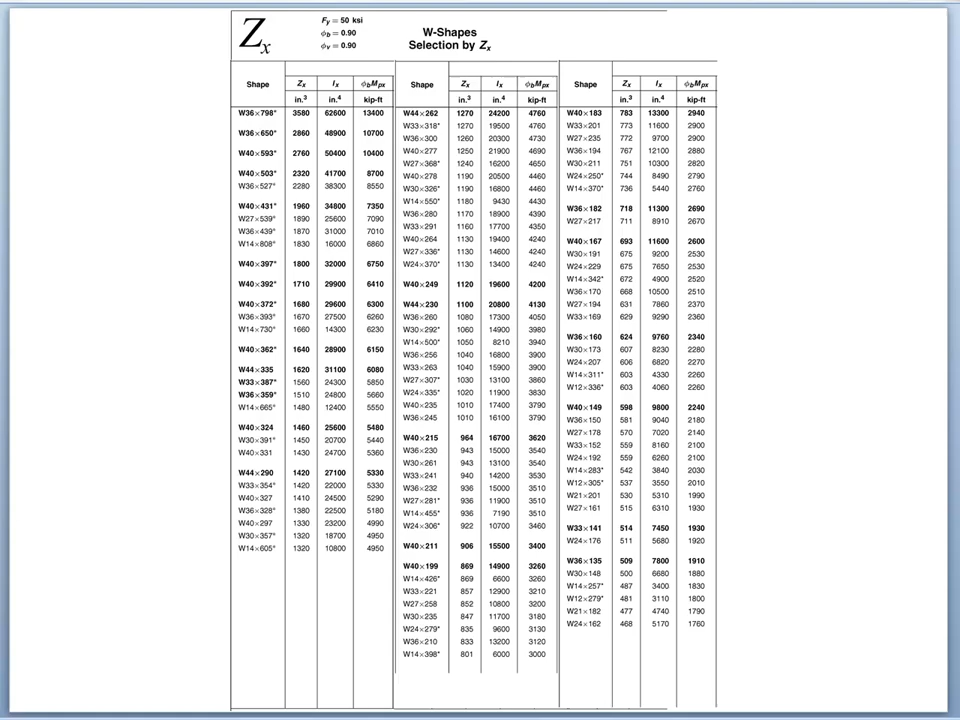 Zx
Fy = 50 ksi
ϕb = 0.90
ϕv = 0.90
W-Shapes
Selection by Zx
Shape Zx Ix ϕbMpx
in.3 in.4 kip-ft
W36×798* 3580 62600 13400
W36×650* 2860 48900 10700
W40×593* 2760 50400 10400
W40×503* 2320 41700 8700
W36×527* 2280 38300 8550
W40×431* 1960 34800 7350
W27×539* 1890 25600 7090
W36×439* 1870 31000 7010
W14×808* 1830 16000 6860
W40×397* 1800 32000 6750
W40×392* 1710 29900 6410
W40×372* 1680 29600 6300
W36×393* 1670 27500 6260
W14×730* 1660 14300 6230
W40×362* 1640 28900 6150
W44×335 1620 31100 6080
W33×387* 1560 24300 5850
W36×359* 1510 24800 5660
W14×665* 1480 12400 5550
W40×324 1460 25600 5480
W30×391* 1450 20700 5440
W40×331 1430 24700 5360
W44×290 1420 27100 5330
W33×354* 1420 22000 5330
W40×327 1410 24500 5290
W36×328* 1380 22500 5180
W40×297 1330 23200 4990
W30×357* 1320 18700 4950
W14×605* 1320 10800 4950
Shape Zx Ix ϕbMpx
in.3 in.4 kip-ft
W44×262 1270 24200 4760
W33×318* 1270 19500 4760
W36×300 1260 20300 4730
W40×277 1250 21900 4690
W27×368* 1240 16200 4650
W40×278 1190 20500 4460
W30×326* 1190 16800 4460
W14×550* 1180 9430 4430
W36×280 1170 18900 4390
W33×291 1160 17700 4350
W40×264 1130 19400 4240
W27×336* 1130 14600 4240
W24×370* 1130 13400 4240
W40×249 1120 19600 4200
W44×230 1100 20800 4130
W36×260 1080 17300 4050
W30×292* 1060 14900 3980
W14×500* 1050 8210 3940
W36×256 1040 16800 3900
W33×263 1040 15900 3900
W27×307* 1030 13100 3860
W24×335* 1020 11900 3830
W40×235 1010 17400 3790
W36×245 1010 16100 3790
W40×215 964 16700 3620
W36×230 943 15000 3540
W30×261 943 13100 3540
W33×241 940 14200 3530
W36×232 936 15000 3510
W27×281* 936 11900 3510
W14×455* 936 7190 3510
W24×306* 922 10700 3460
W40×211 906 15500 3400
W40×199 869 14900 3260
W14×426* 869 6600 3260
W33×221 857 12900 3210
W27×258 852 10800 3200
W30×235 847 11700 3180
W24×279* 835 9600 3130
W36×210 833 13200 3120
W14×398* 801 6000 3000
Shape Zx Ix ϕbMpx
in.3 in.4 kip-ft
W40×183 783 13300 2940
W33×201 773 11600 2900
W27×235 772 9700 2900
W36×194 767 12100 2880
W30×211 751 10300 2820
W24×250* 744 8490 2790
W14×370* 736 5440 2760
W36×182 718 11300 2690
W27×217 711 8910 2670
W40×167 693 11600 2600
W30×191 675 9200 2530
W24×229 675 7650 2530
W14×342* 672 4900 2520
W36×170 668 10500 2510
W27×194 631 7860 2370
W33×169 629 9290 2360
W36×160 624 9760 2340
W30×173 607 8230 2280
W24×207 606 6820 2270
W14×311* 603 4330 2260
W12×336* 603 4060 2260
W40×149 598 9800 2240
W36×150 581 9040 2180
W27×178 570 7020 2140
W33×152 559 8160 2100
W24×192 559 6260 2100
W14×283* 542 3840 2030
W12×305* 537 3550 2010
W21×201 530 5310 1990
W27×161 515 6310 1930
W33×141 514 7450 1930
W24×176 511 5680 1920
W36×135 509 7800 1910
W30×148 500 6680 1880
W14×257* 487 3400 1830
W12×279* 481 3110 1800
W21×182 477 4740 1790
W24×162 468 5170 1760